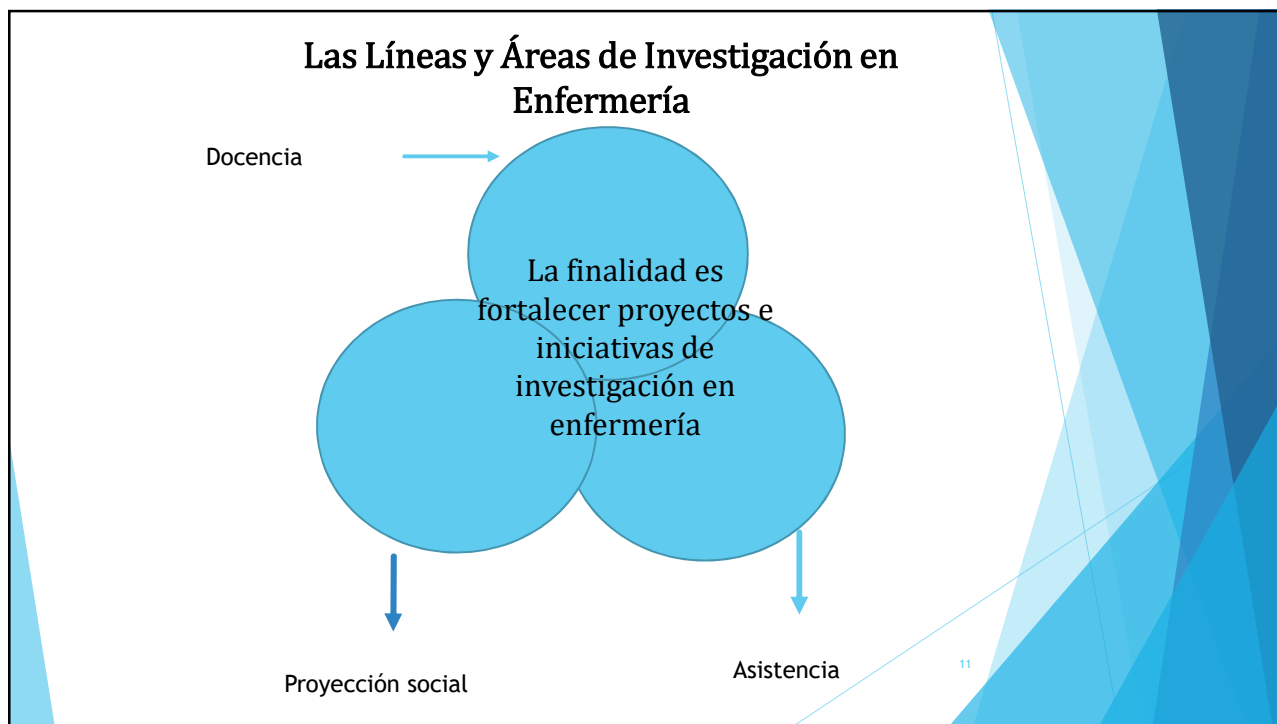 Las Líneas y Áreas de Investigación en
Enfermería
Docencia
La finalidad es
fortalecer proyectos e
iniciativas de
investigación en
enfermería
Proyección social
Asistencia
11